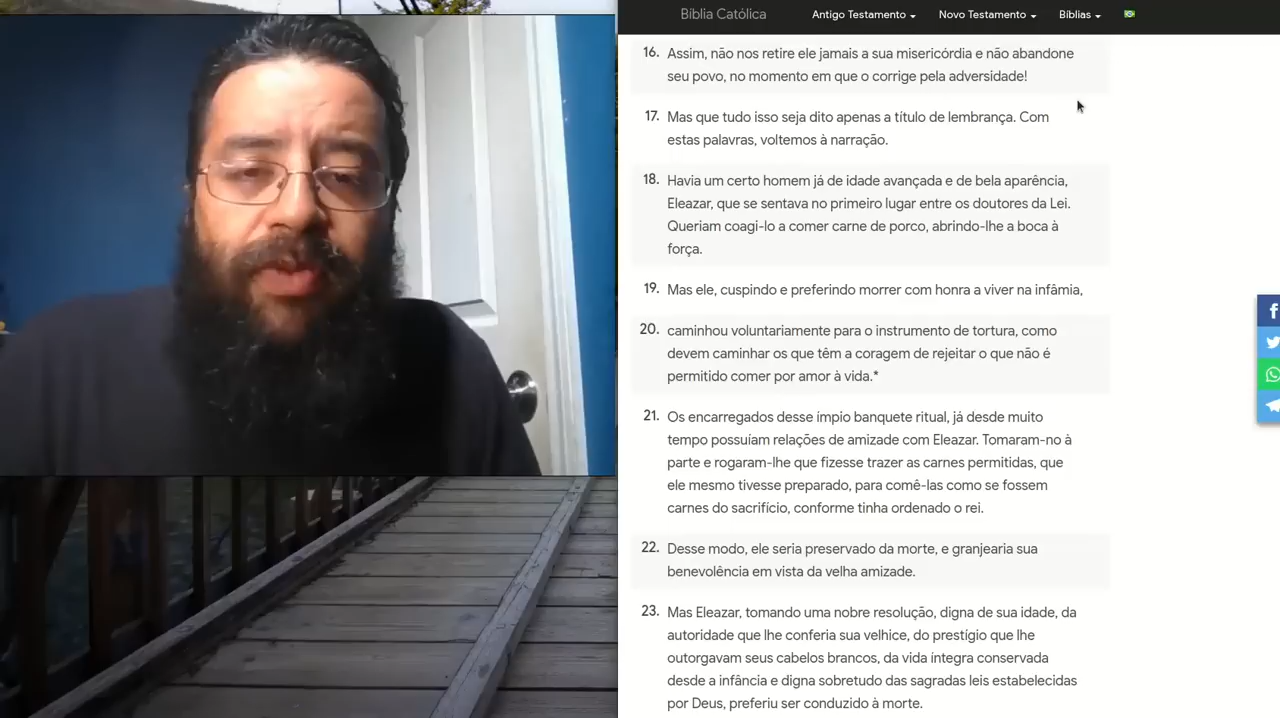 Bíblia Católica Antigo Testamento Novo Testamento Bíblias
16. Assim, não nos retire ele jamais a sua misericórdia e não abandone
seu povo, no momento em que o corrige pela adversidade!
17. Mas que tudo isso seja dito apenas a título de lembrança. Com
estas palavras, voltemos à narração.
18. Havia um certo homem já de idade avançada e de bela aparência,
Eleazar, que se sentava no primeiro lugar entre os doutores da Lei.
Queriam coagi-lo a comer carne de porco, abrindo-lhe a boca à
força.
19. Mas ele, cuspindo e preferindo morrer com honra a viver na infâmia,
20. caminhou voluntariamente para o instrumento de tortura, como
devem caminhar os que têm a coragem de rejeitar o que não é
permitido comer por amor à vida.*
21. Os encarregados desse ímpio banquete ritual, já desde muito
tempo possuíam relações de amizade com Eleazar. Tomaram-no à
parte e rogaram-lhe que fizesse trazer as carnes permitidas, que
ele mesmo tivesse preparado, para comê-las como se fossem
carnes do sacrifício, conforme tinha ordenado o rei.
22. Desse modo, ele seria preservado da morte, e granjearia sua
benevolência em vista da velha amizade.
23. Mas Eleazar, tomando uma nobre resolução, digna de sua idade, da
autoridade que lhe conferia sua velhice, do prestígio que lhe
outorgavam seus cabelos brancos, da vida íntegra conservada
desde a infância e digna sobretudo das sagradas leis estabelecidas
por Deus, preferiu ser conduzido à morte.